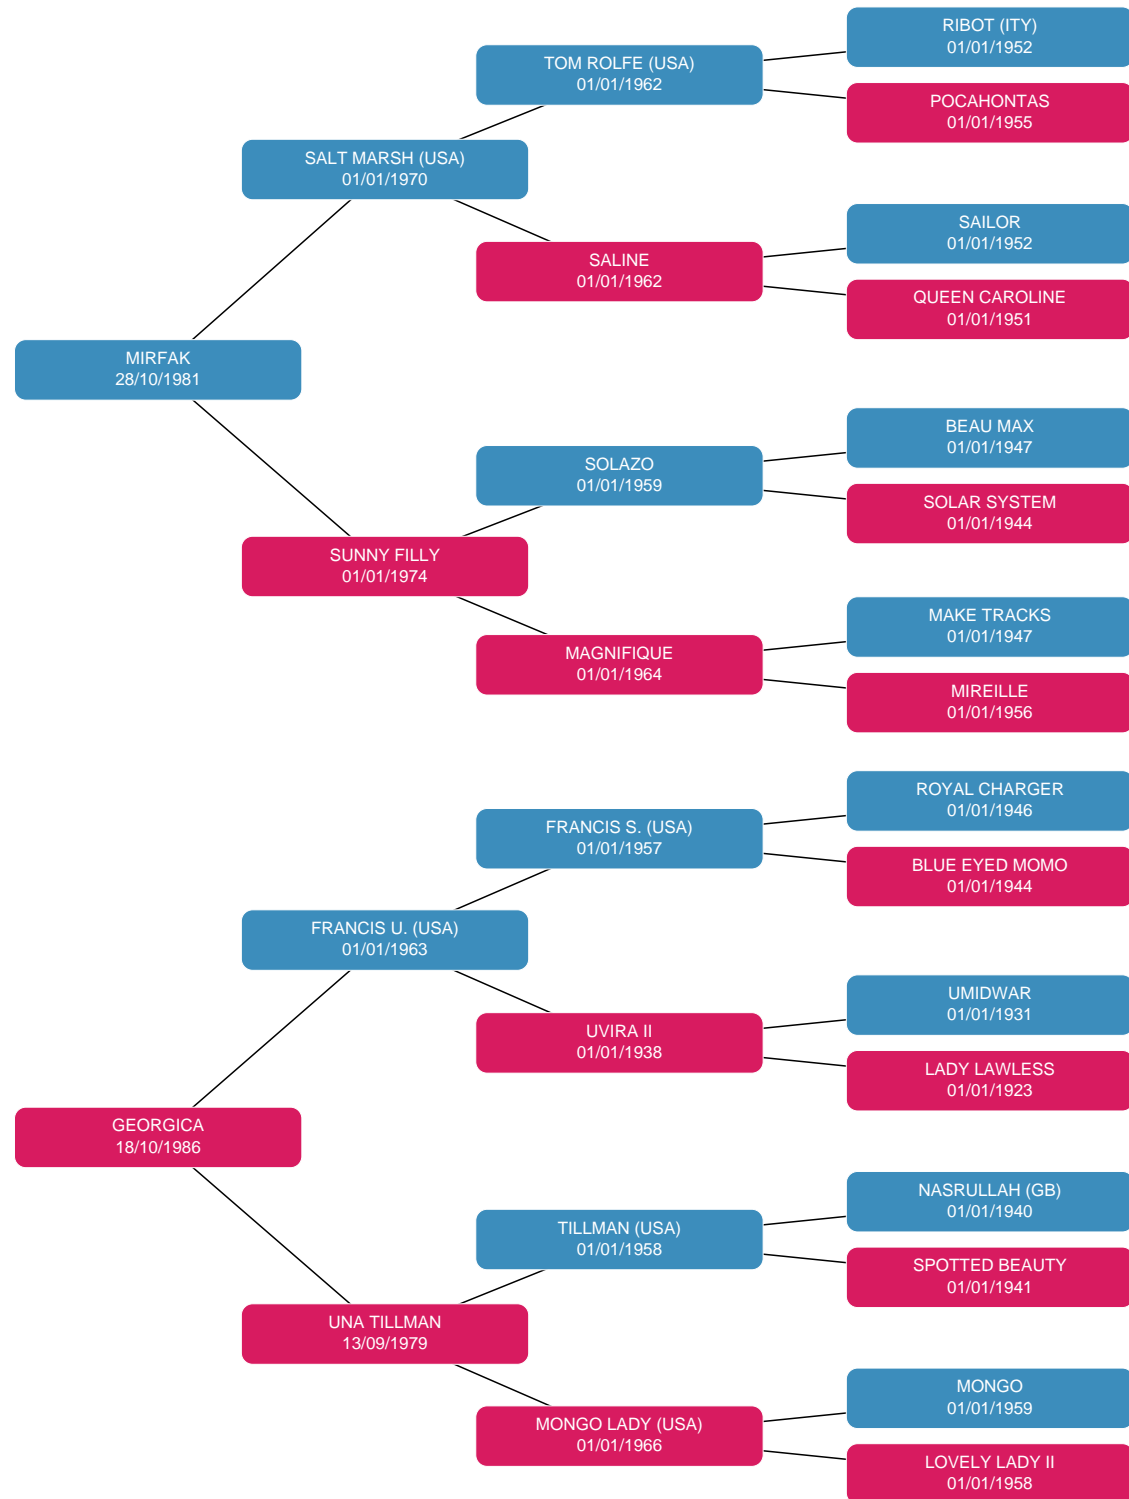 RIBOT (ITY)
01/01/1952
TOM ROLFE (USA)
01/01/1962
POCAHONTAS
01/01/1955
SALT MARSH (USA)
01/01/1970
SAILOR
01/01/1952
SALINE
01/01/1962
QUEEN CAROLINE
01/01/1951
MIRFAK
28/10/1981
BEAU MAX
01/01/1947
SOLAZO
01/01/1959
SOLAR SYSTEM
01/01/1944
SUNNY FILLY
01/01/1974
MAKE TRACKS
01/01/1947
MAGNIFIQUE
01/01/1964
MIREILLE
01/01/1956
ROYAL CHARGER
01/01/1946
FRANCIS S. (USA)
01/01/1957
BLUE EYED MOMO
01/01/1944
FRANCIS U. (USA)
01/01/1963
UMIDWAR
01/01/1931
UVIRA II
01/01/1938
LADY LAWLESS
01/01/1923
GEORGICA
18/10/1986
NASRULLAH (GB)
01/01/1940
TILLMAN (USA)
01/01/1958
SPOTTED BEAUTY
01/01/1941
UNA TILLMAN
13/09/1979
MONGO
01/01/1959
MONGO LADY (USA)
01/01/1966
LOVELY LADY II
01/01/1958